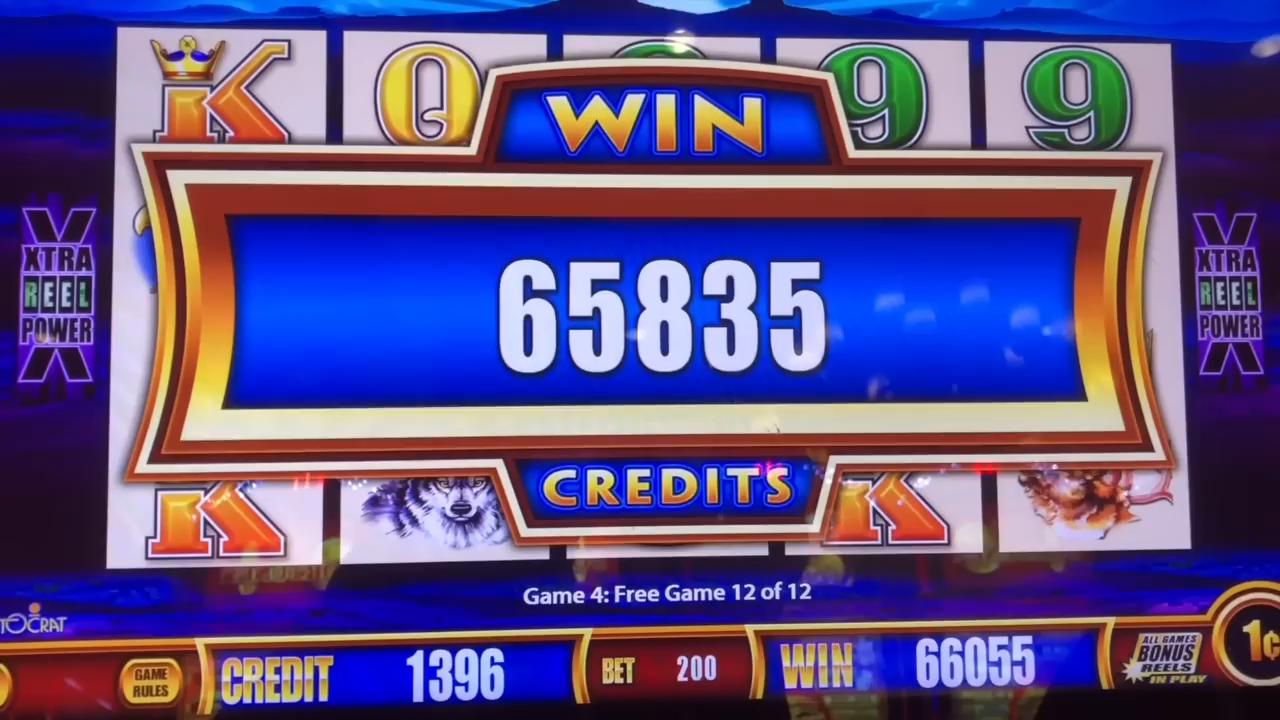 K Q 9 9
WIN
XTRA
REEL
POWER
65835
XTRA
REEL
POWER
CREDITS
K K
Game 4: Free Game 12 of 12
TOCRAT
GAME
RULES
CREDIT 1396 BET 200 WIN 66055
ALL GAMES
BONUS
REELS
IN PLAY
1¢